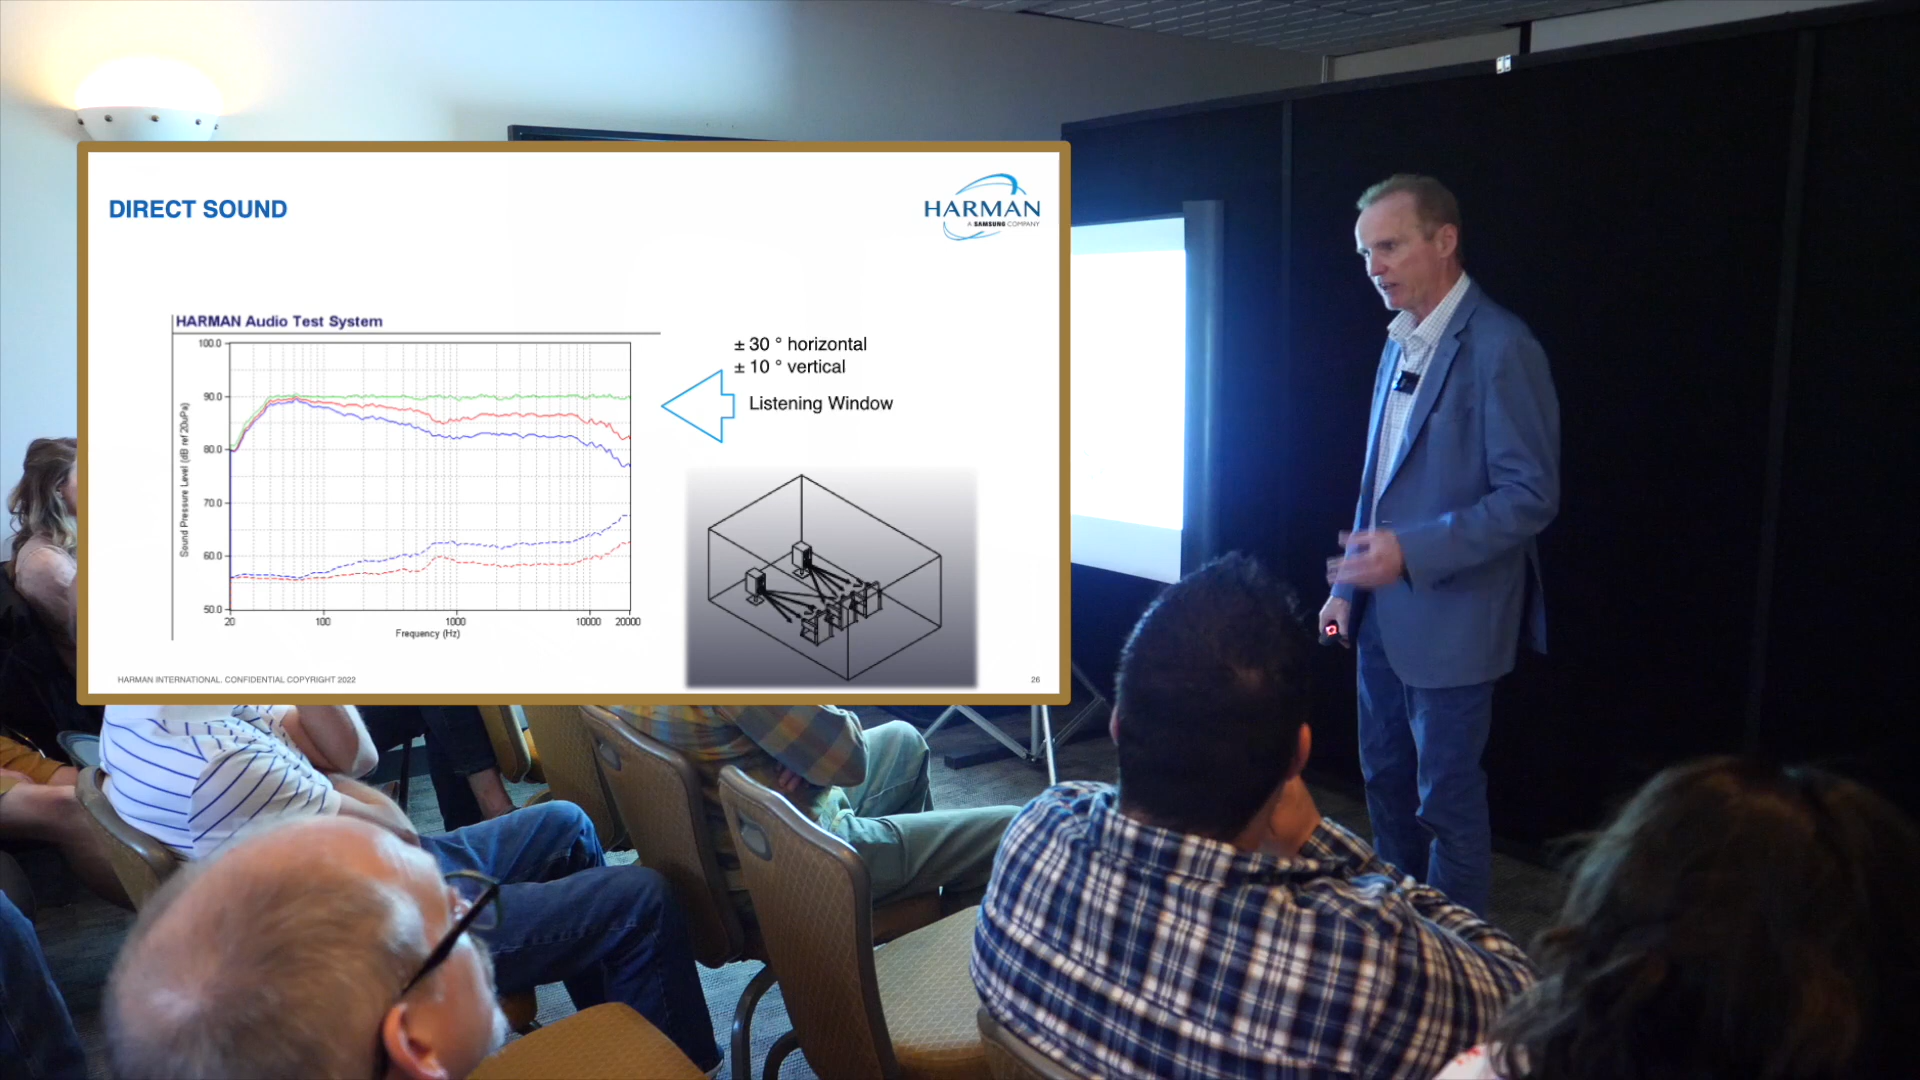 DIRECT SOUND
HARMAN
A SAMSUNG COMPANY
HARMAN Audio Test System
100.0
90.0
80.0
70.0
60.0
50.0
Sound Pressure Level (dB ref 20uPa)
20
100
1000
10000
20000
Frequency (Hz)
± 30 ° horizontal
± 10 ° vertical
Listening Window
HARMAN INTERNATIONAL. CONFIDENTIAL COPYRIGHT 2022
26